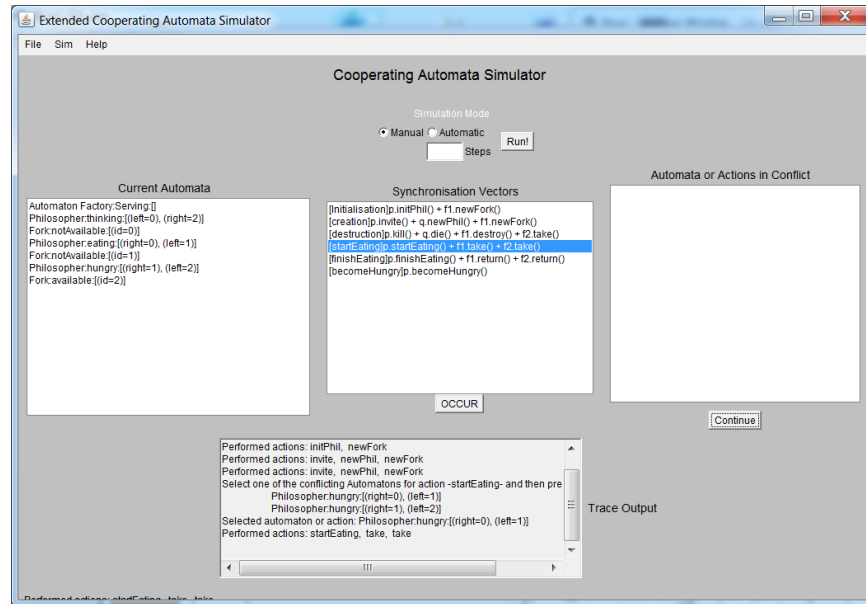 Extended Cooperating Automata Simulator
File Sim Help
Cooperating Automata Simulator
Simulation Mode
Manual Automatic
Steps
Run!
Current Automata
Automaton Factory:Serving:[]
Philosopher:thinking:[(left=0), (right=2)]
Fork:notAvailable:[(id=0)]
Philosopher:eating:[(right=0), (left=1)]
Fork:notAvailable:[(id=1)]
Philosopher:hungry:[(right=1), (left=2)]
Fork:available:[(id=2)]
Synchronisation Vectors
[Initialisation]p.initPhil() + f1.newFork()
[creation]p.invite() + q.newPhil() + f1.newFork()
[destruction]p.kill() + q.die() + f1.destroy() + f2.take()
[startEating]p.startEating() + f1.take() + f2.take()
[finishEating]p.finishEating() + f1.return() + f2.return()
[becomeHungry]p.becomeHungry()
OCCUR
Automata or Actions in Conflict
Continue
Performed actions: initPhil, newFork
Performed actions: invite, newPhil, newFork
Performed actions: invite, newPhil, newFork
Select one of the conflicting Automatons for action -startEating- and then pre
Philosopher:hungry:[(right=0), (left=1)]
Philosopher:hungry:[(right=1), (left=2)]
Selected automaton or action: Philosopher:hungry:[(right=0), (left=1)]
Performed actions: startEating, take, take
Trace Output
Performed actions: startEating, take, take